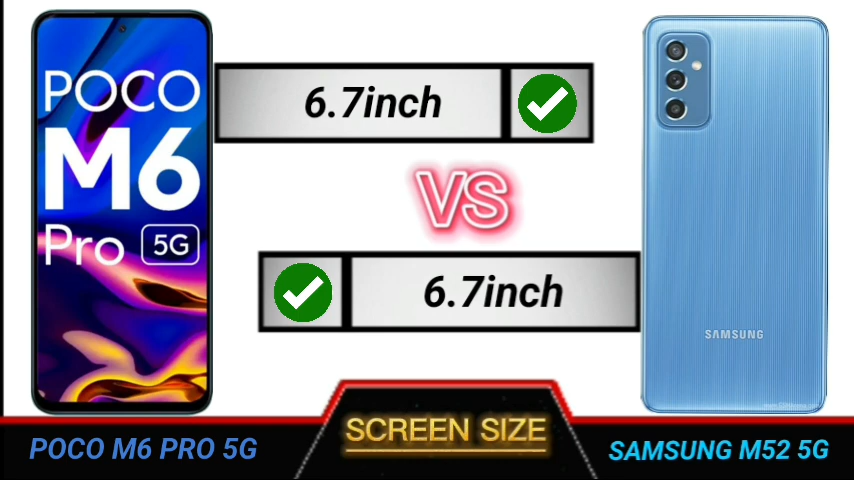 POCO
M6
Pro 5G
6.7inch
VS
6.7inch
SAMSUNG
SCREEN SIZE
POCO M6 PRO 5G
SAMSUNG M52 5G